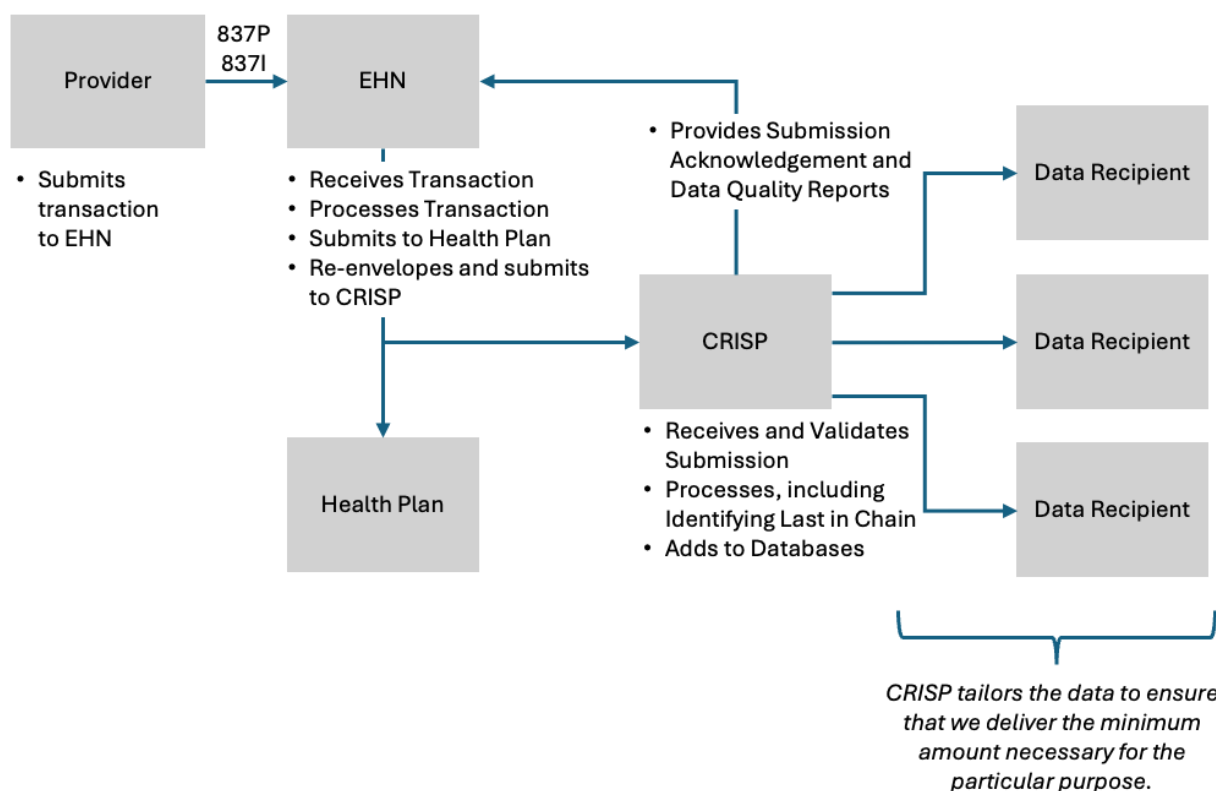 837P
837I
Provider
EHN
• Submits
transaction
to EHN
• Receives Transaction
• Processes Transaction
• Submits to Health Plan
• Re-envelopes and submits
to CRISP
• Provides Submission
Acknowledgement and
Data Quality Reports
Data Recipient
CRISP
Data Recipient
• Receives and Validates
Submission
• Processes, including
Identifying Last in Chain
• Adds to Databases
Health Plan
Data Recipient
CRISP tailors the data to ensure
that we deliver the minimum
amount necessary for the
particular purpose.